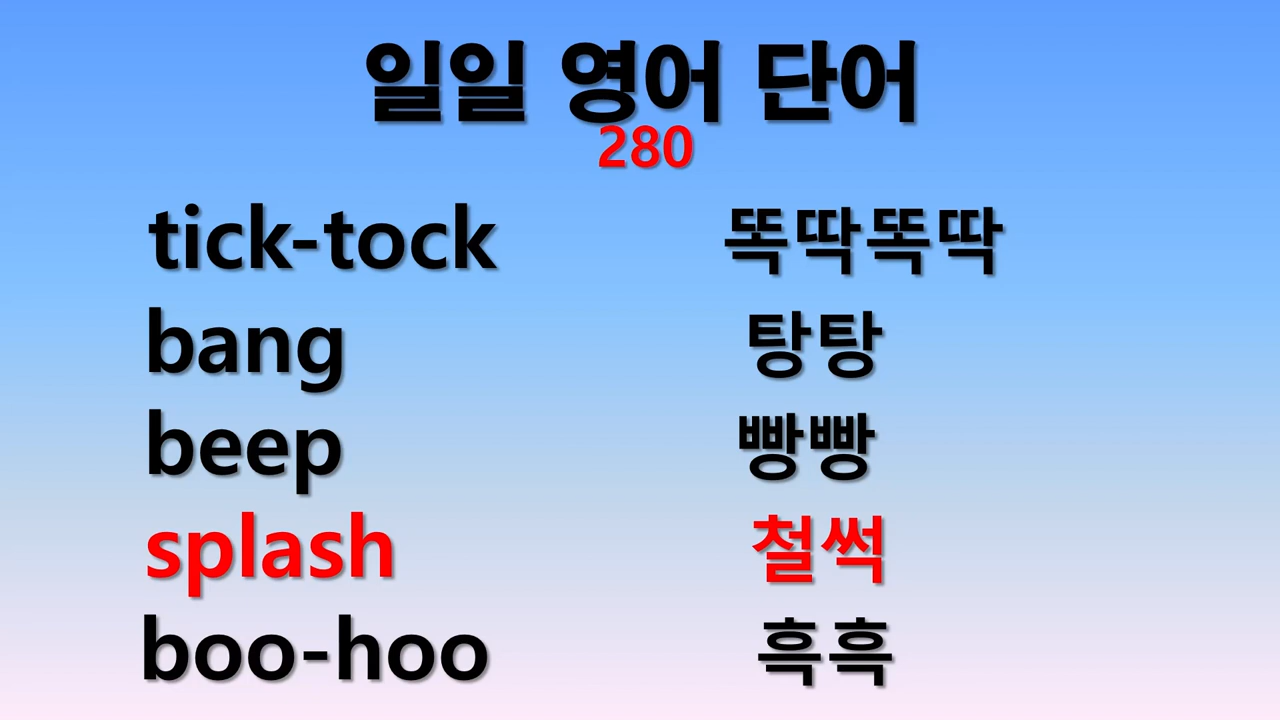 일일 영어 단어
280
tick-tock 똑딱똑딱
bang 탕탕
beep 빵빵
splash 철썩
boo-hoo 흑흑